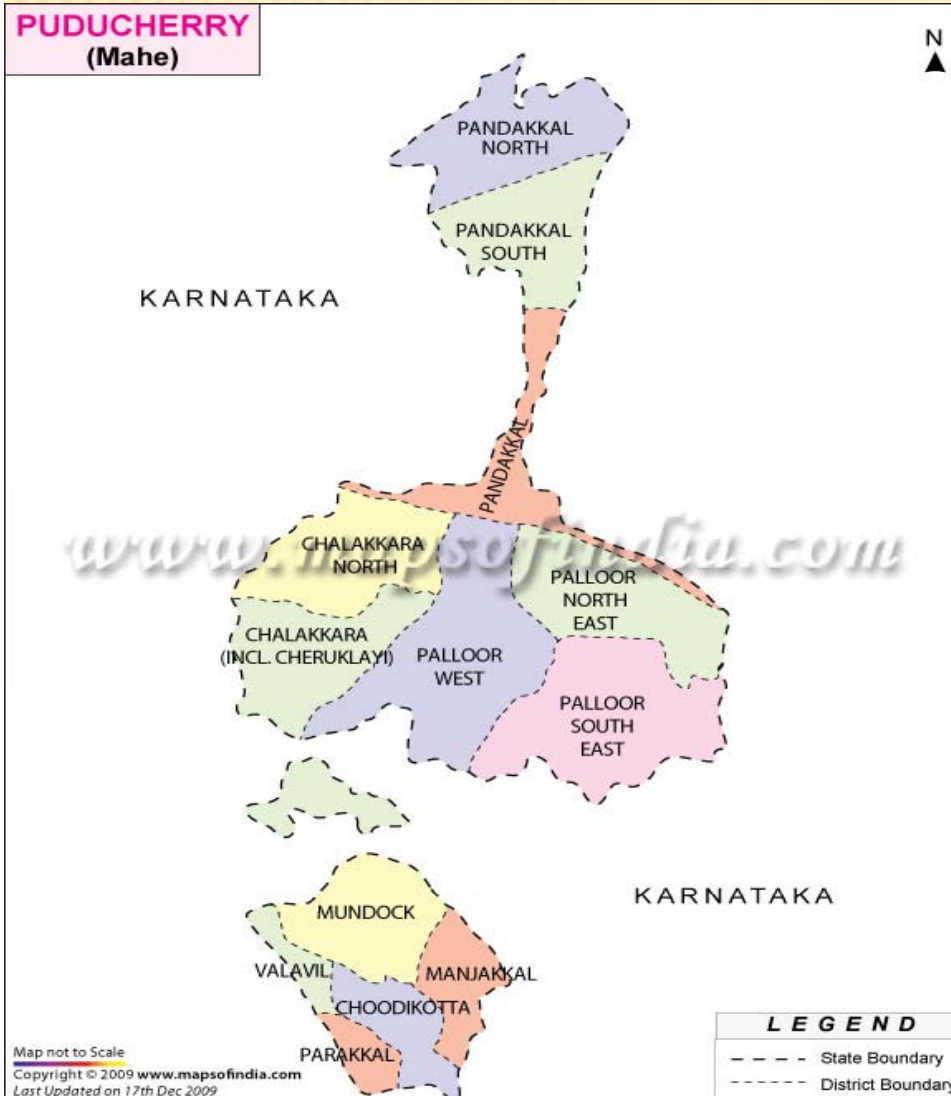 PUDUCHERRY
(Mahe)
N
PANDAKKAL
NORTH
PANDAKKAL
SOUTH
KARNATAKA
PANDAKKAL
www.mapsofindia.com
CHALAKKARA
NORTH
PALLOOR
NORTH
EAST
CHALAKKARA
(INCL. CHERUKLAYI)
PALLOOR
WEST
PALLOOR
SOUTH
EAST
KARNATAKA
MUNDOCK
VALAVIL
MANJAKKAL
CHOODIKOTTA
PARAKKAL
LEGEND
State Boundary
District Boundary
Map not to Scale
Copyright © 2009 www.mapsofindia.com
Last Updated on 17th Dec 2009